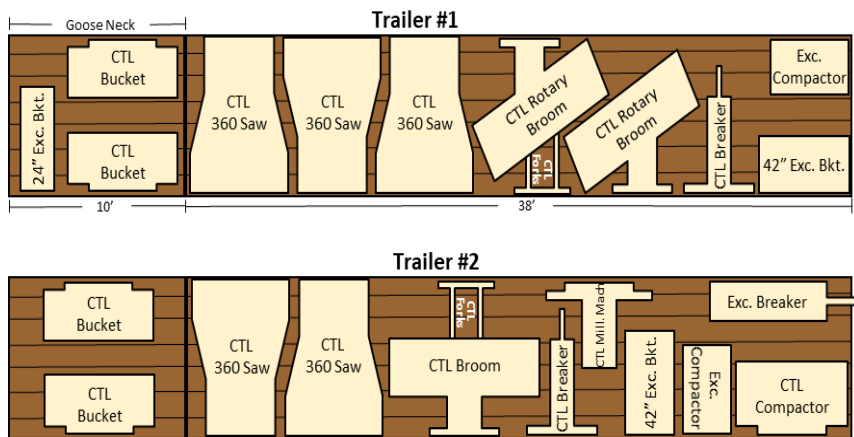 Trailer #1
Goose Neck
CTL
Bucket
CTL
Bucket
24" Exc. Bkt.
CTL
360 Saw
CTL
360 Saw
CTL
360 Saw
CTL Rotary
Broom
CTL
Forks
CTL Rotary
Broom
CTL Breaker
Exc.
Compactor
42" Exc. Bkt.
10'
38'
Trailer #2
CTL
Bucket
CTL
Bucket
CTL
360 Saw
CTL
360 Saw
CTL
Forks
CTL Broom
CTL Breaker
CTL Mill. Mach
42" Exc. Bkt.
Exc.
Compactor
Exc. Breaker
CTL
Compactor